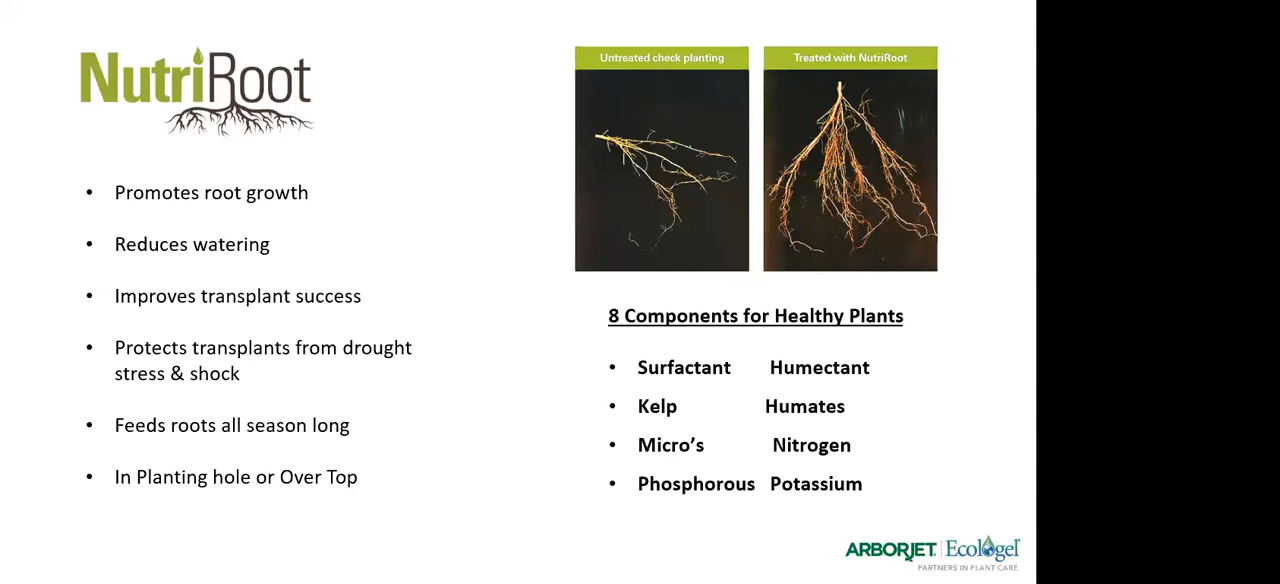 NutriRoot
• Promotes root growth
• Reduces watering
• Improves transplant success
• Protects transplants from drought
stress & shock
• Feeds roots all season long
• In Planting hole or Over Top
Untreated check planting
Treated with NutriRoot
8 Components for Healthy Plants
• Surfactant Humectant
• Kelp Humates
• Micro’s Nitrogen
• Phosphorous Potassium
ARBORJET | Ecologel
PARTNERS IN PLANT CARE